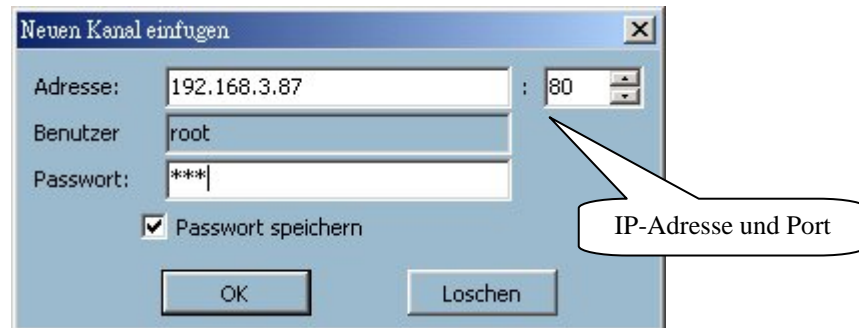 Neuen Kanal einfugen
Adresse: 192.168.3.87 : 80
Benutzer root
Passwort: ***
Passwort speichern
IP-Adresse und Port
OK Loschen